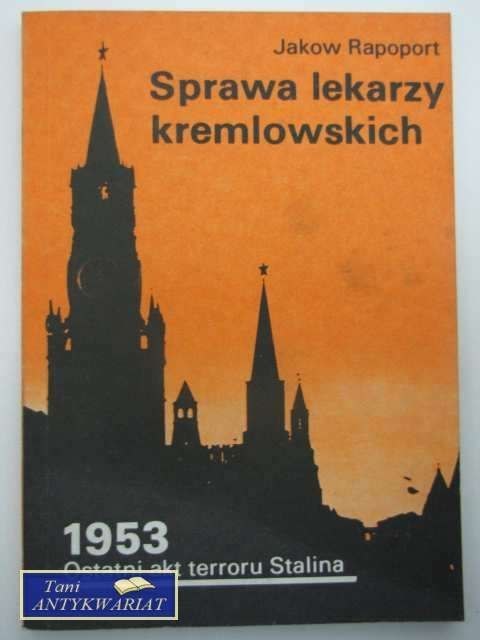 Jakow Rapoport
Sprawa lekarzy
kremlowskich
1953
Ostatni akt terroru Stalina
Tani
ANTYKWARIAT